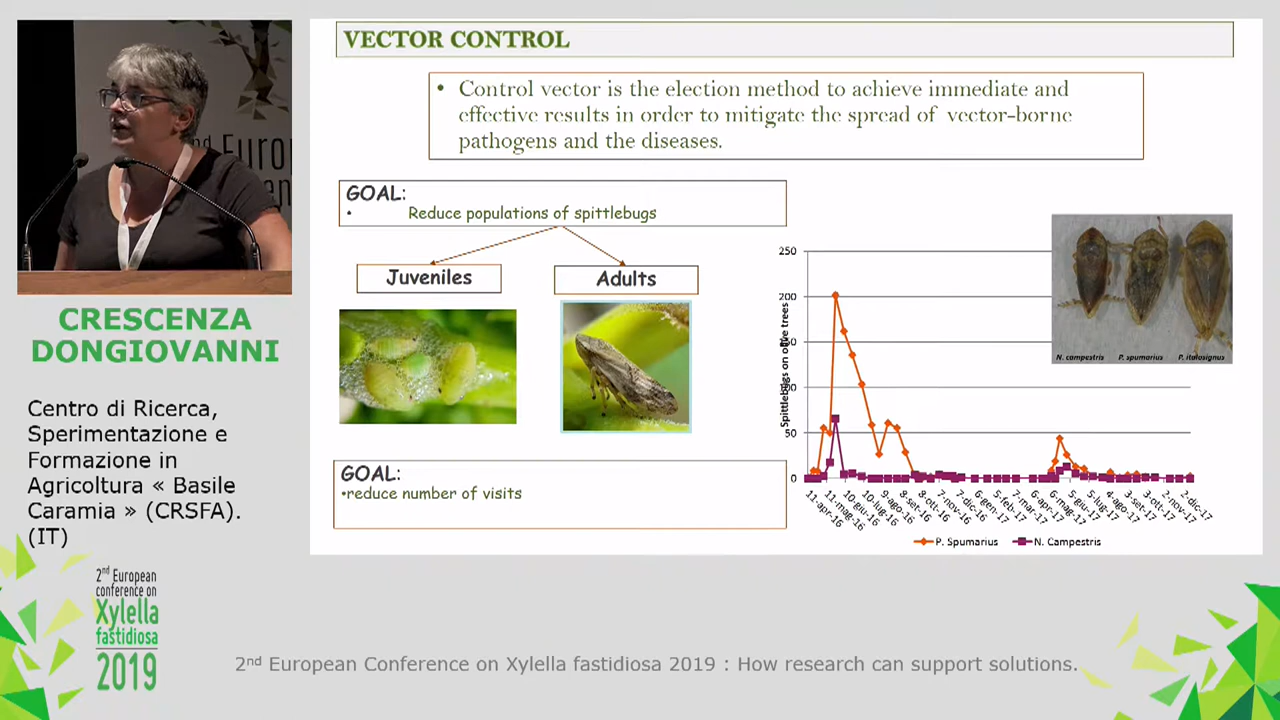 VECTOR CONTROL
• Control vector is the election method to achieve immediate and
effective results in order to mitigate the spread of vector-borne
pathogens and the diseases.
GOAL:
• Reduce populations of spittlebugs
Juveniles
Adults
GOAL:
•reduce number of visits
N. campestris
P. spumarius
P. italosignus
Spittlebugs on olive trees
250
200
150
100
50
0
11-apr-16
11-mag-16
10-giu-16
10-lug-16
9-ago-16
8-set-16
8-ott-16
7-nov-16
7-dic-16
6-gen-17
5-feb-17
7-mar-17
6-apr-17
6-mag-17
5-giu-17
5-lug-17
4-ago-17
3-set-17
3-ott-17
2-nov-17
2-dic-17
P. Spumarius
N. Campestris
CRESCENZA
DONGIOVANNI
Centro di Ricerca,
Sperimentazione e
Formazione in
Agricoltura « Basile
Caramia » (CRSFA).
(IT)
2nd European
conference on
Xylella
fastidiosa
2019
2nd European Conference on Xylella fastidiosa 2019 : How research can support solutions.